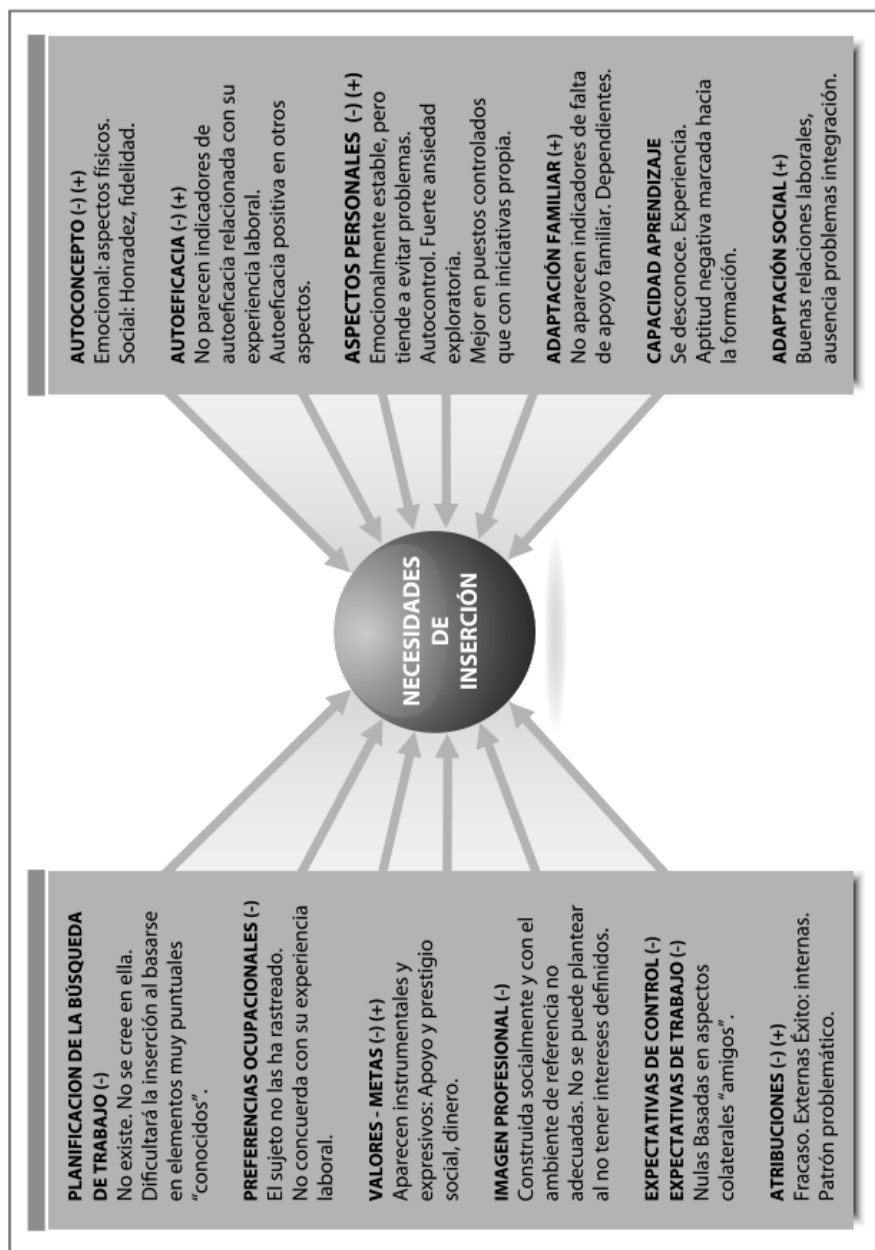 PLANIFICACION DE LA BÚSQUEDA
DE TRABAJO (-)
No existe. No se cree en ella.
Dificultará la inserción al basarse
en elementos muy puntuales
“conocidos”.
PREFERENCIAS OCUPACIONALES (-)
El sujeto no las ha rastreado.
No concuerda con su experiencia
laboral.
VALORES - METAS (-) (+)
Aparecen instrumentales y
expresivos: Apoyo y prestigio
social, dinero.
IMAGEN PROFESIONAL (-)
Construida socialmente y con el
ambiente de referencia no
adecuadas. No se puede plantear
al no tener intereses definidos.
EXPECTATIVAS DE CONTROL (-)
EXPECTATIVAS DE TRABAJO (-)
Nulas Basadas en aspectos
colaterales “amigos”.
ATRIBUCIONES (-) (+)
Fracaso. Externas Éxito: internas.
Patrón problemático.
NECESIDADES
DE
INSERCIÓN
AUTOCONCEPTO (-) (+)
Emocional: aspectos físicos.
Social: Honradez, fidelidad.
AUTOEFICACIA (-) (+)
No parecen indicadores de
autoeficacia relacionada con su
experiencia laboral.
Autoeficacia positiva en otros
aspectos.
ASPECTOS PERSONALES (-) (+)
Emocionalmente estable, pero
tiende a evitar problemas.
Autocontrol. Fuerte ansiedad
exploratoria.
Mejor en puestos controlados
que con iniciativas propia.
ADAPTACIÓN FAMILIAR (+)
No aparecen indicadores de falta
de apoyo familiar. Dependientes.
CAPACIDAD APRENDIZAJE
Se desconoce. Experiencia.
Aptitud negativa marcada hacia
la formación.
ADAPTACIÓN SOCIAL (+)
Buenas relaciones laborales,
ausencia problemas integración.